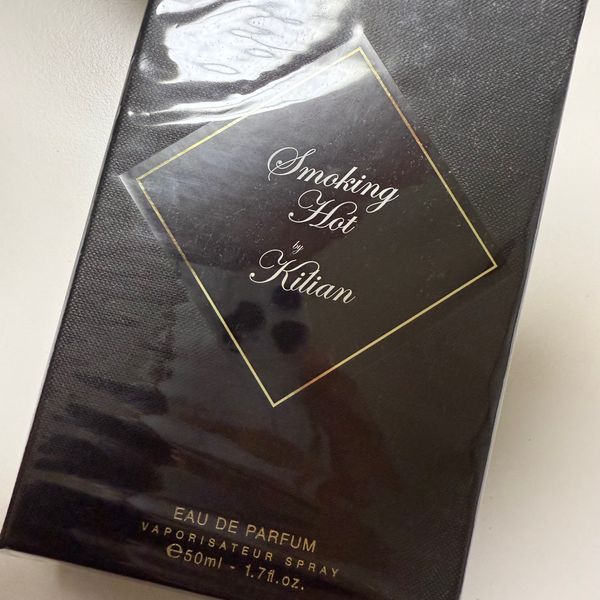 Smoking
Hot
by
Kilian
EAU DE PARFUM
VAPORISATEUR SPRAY
℮50ml - 1.7fl.oz.